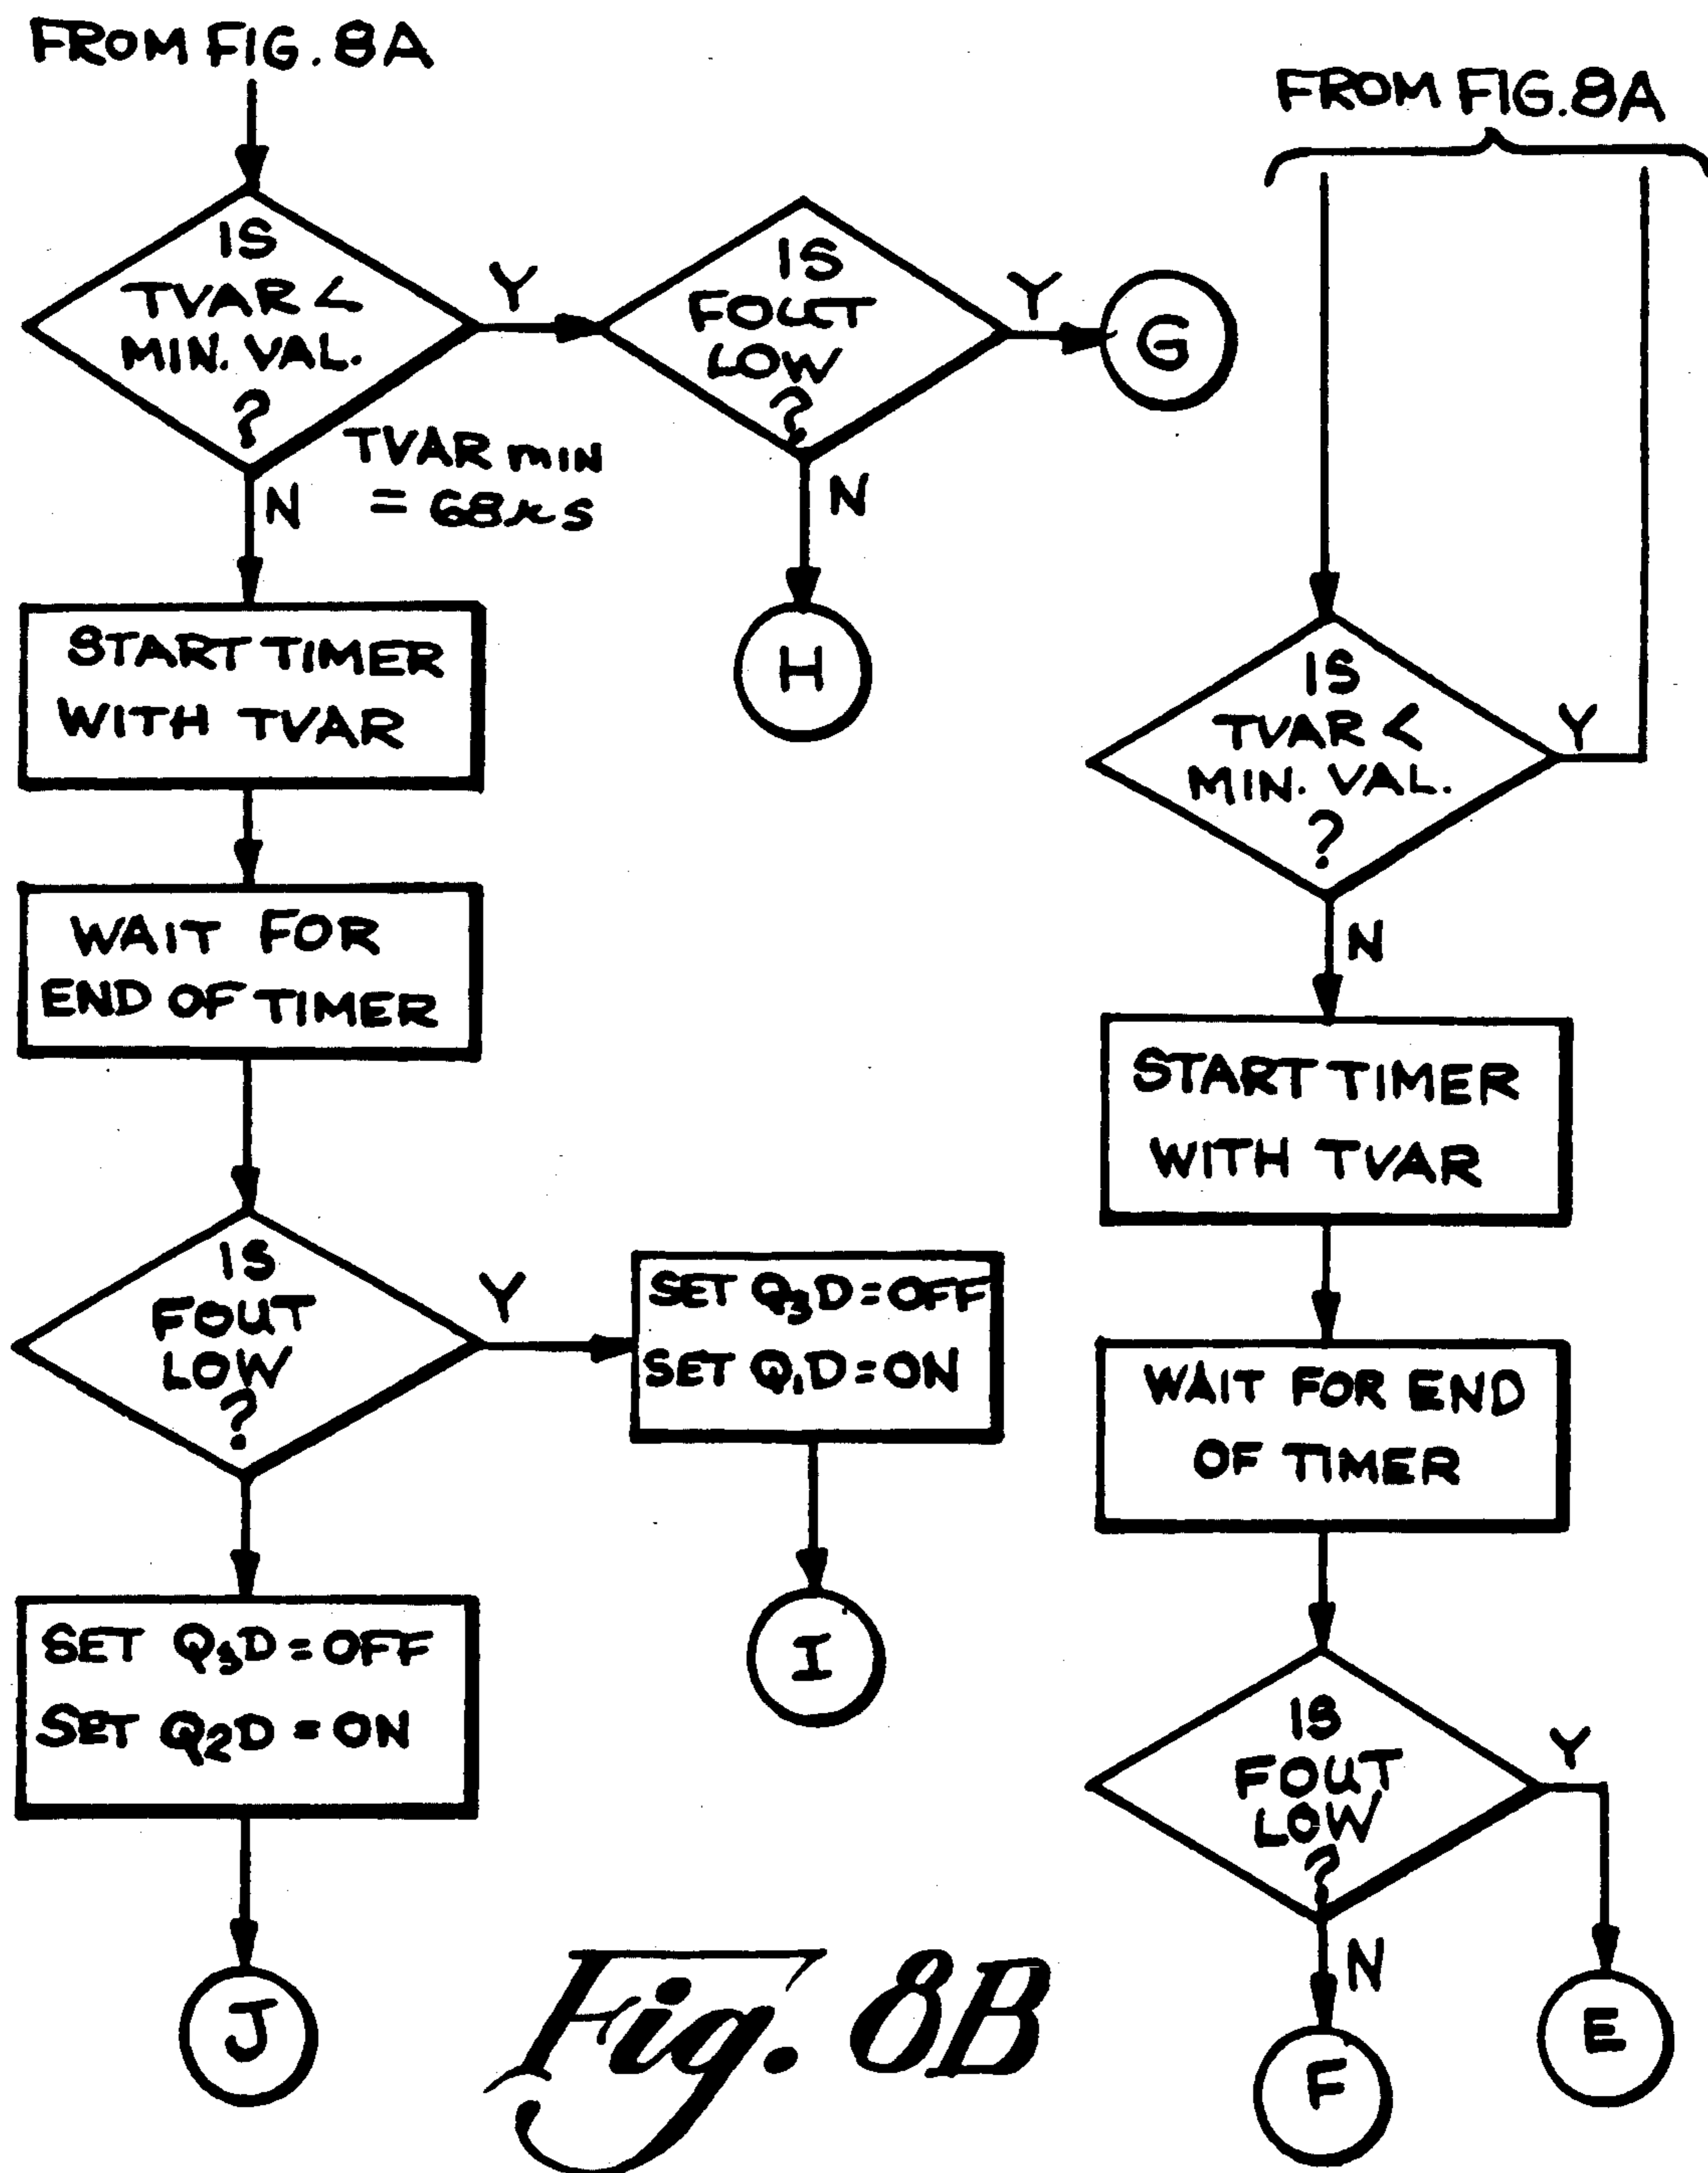 FROM FIG. 8A
IS
TVAR <
MIN. VAL.
?
Y
IS
FOUT
LOW
?
Y
G
TVAR MIN
= 68µs
N
N
H
START TIMER
WITH TVAR
WAIT FOR
END OF TIMER
IS
FOUT
LOW
?
Y
SET Q3D = OFF
SET Q1D = ON
I
SET Q3D = OFF
SET Q2D = ON
J
FROM FIG. 8A
IS
TVAR <
MIN. VAL.
?
Y
N
START TIMER
WITH TVAR
WAIT FOR END
OF TIMER
IS
FOUT
LOW
?
Y
N
E
F
Fig. 8B